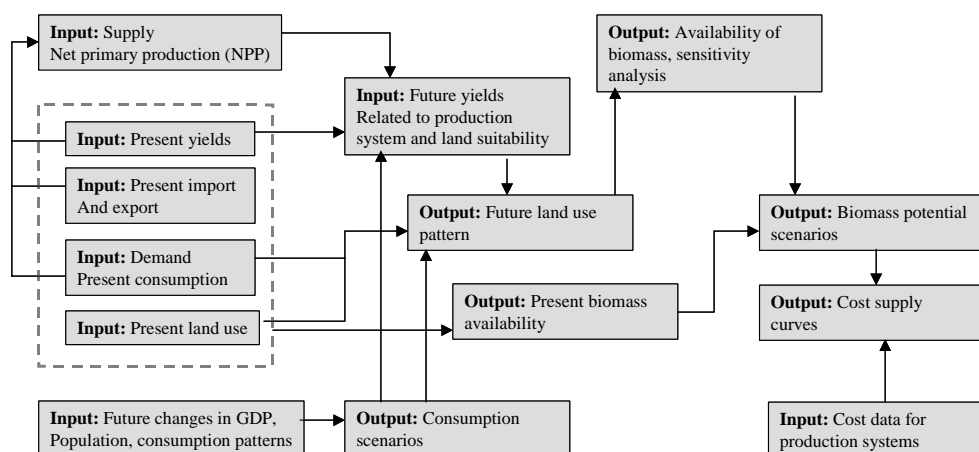 Input: Supply
Net primary production (NPP)
Output: Availability of
biomass, sensitivity
analysis
Input: Future yields
Related to production
system and land suitability
Input: Present yields
Input: Present import
And export
Output: Future land use
pattern
Output: Biomass potential
scenarios
Input: Demand
Present consumption
Output: Present biomass
availability
Output: Cost supply
curves
Input: Present land use
Input: Future changes in GDP,
Population, consumption patterns
Output: Consumption
scenarios
Input: Cost data for
production systems